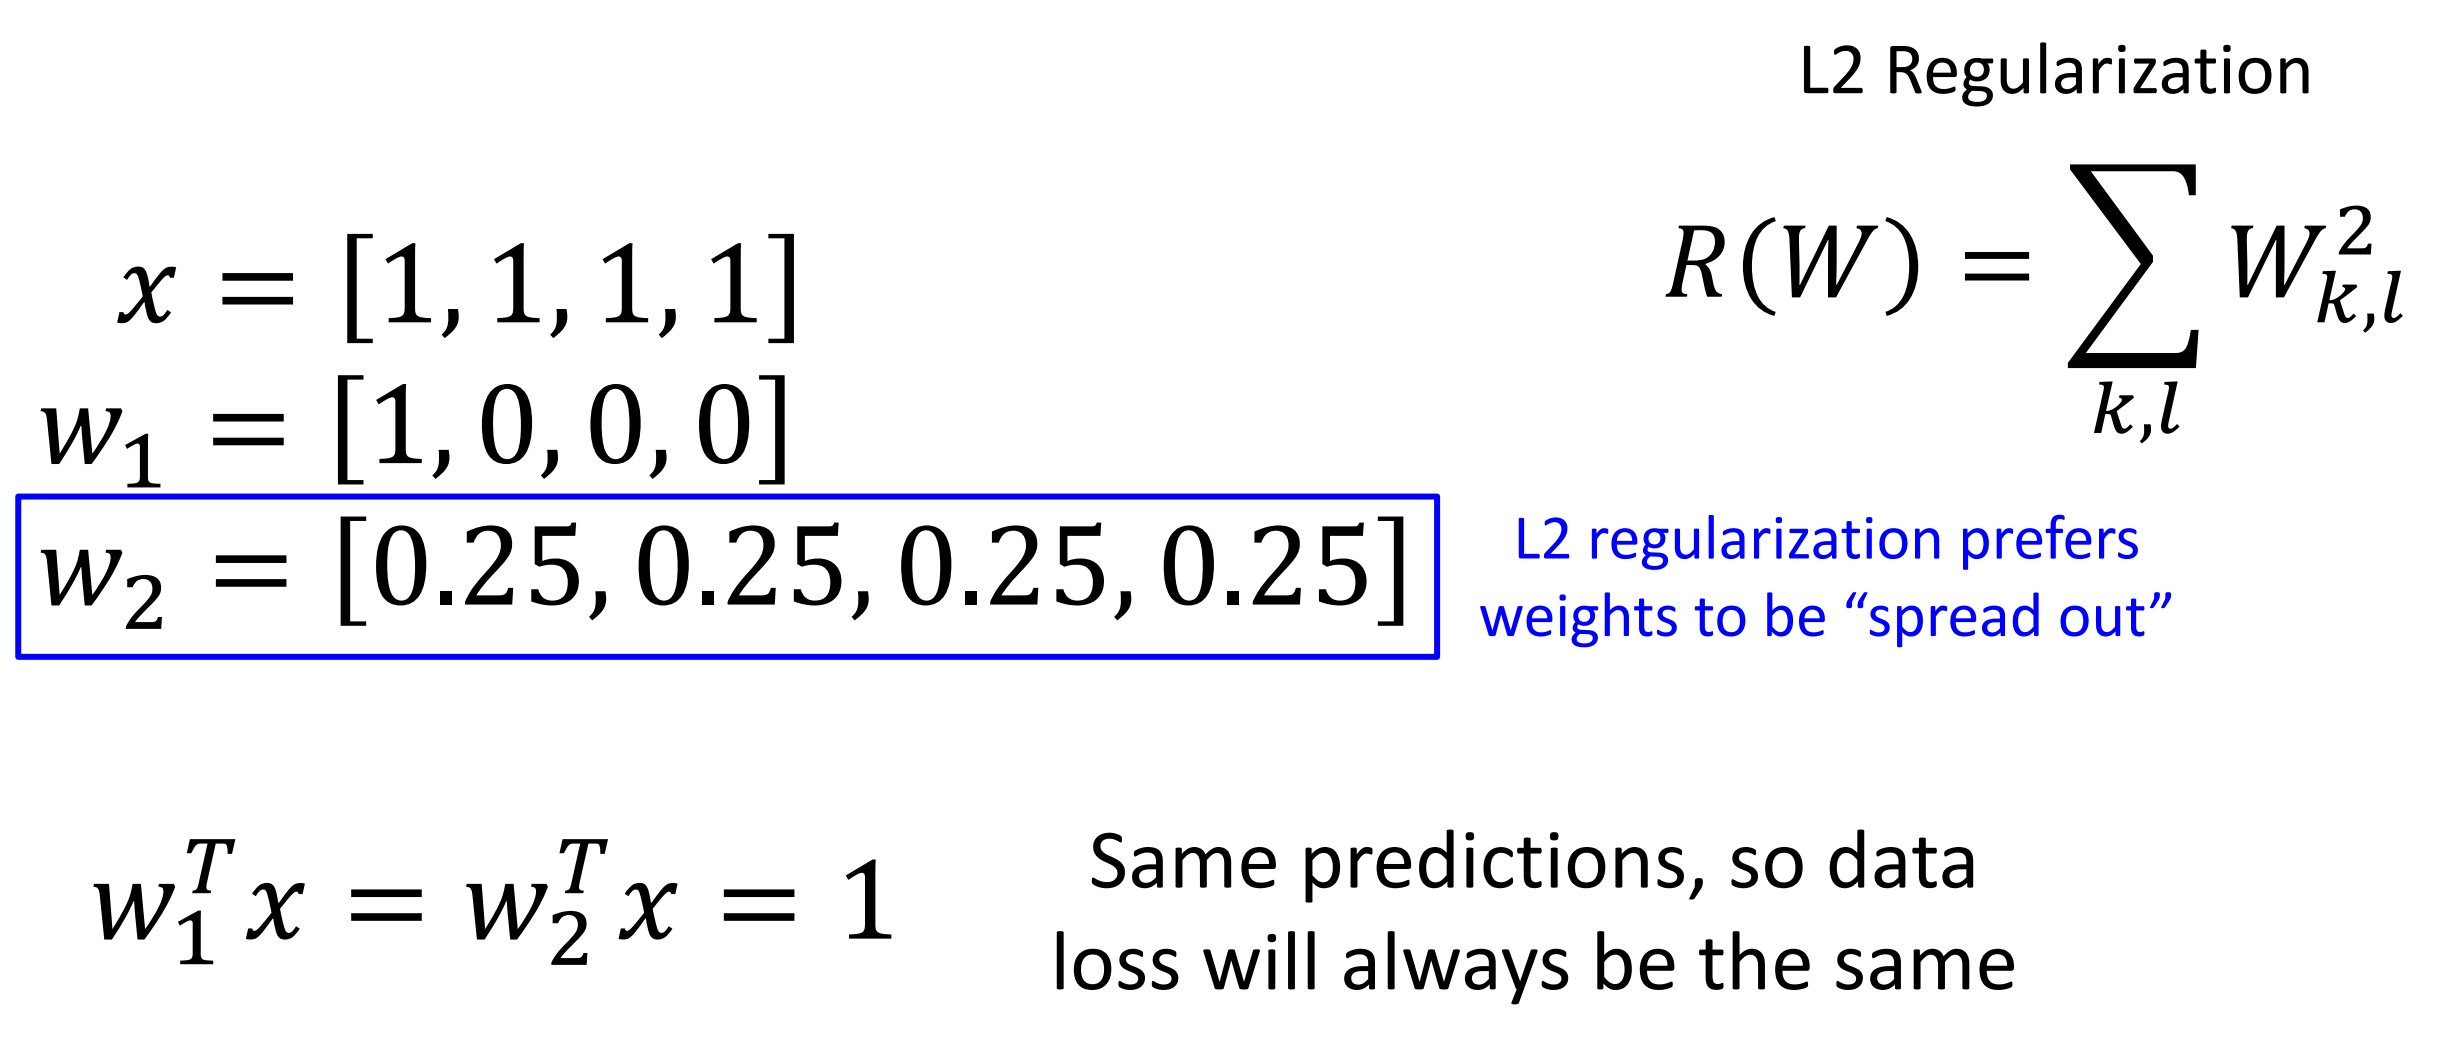 L2 Regularization
x = [1, 1, 1, 1]
R(W) = ∑_{k,l} W_{k,l}^2
w_1 = [1, 0, 0, 0]
w_2 = [0.25, 0.25, 0.25, 0.25]
L2 regularization prefers
weights to be “spread out”
w_1^T x = w_2^T x = 1
Same predictions, so data
loss will always be the same